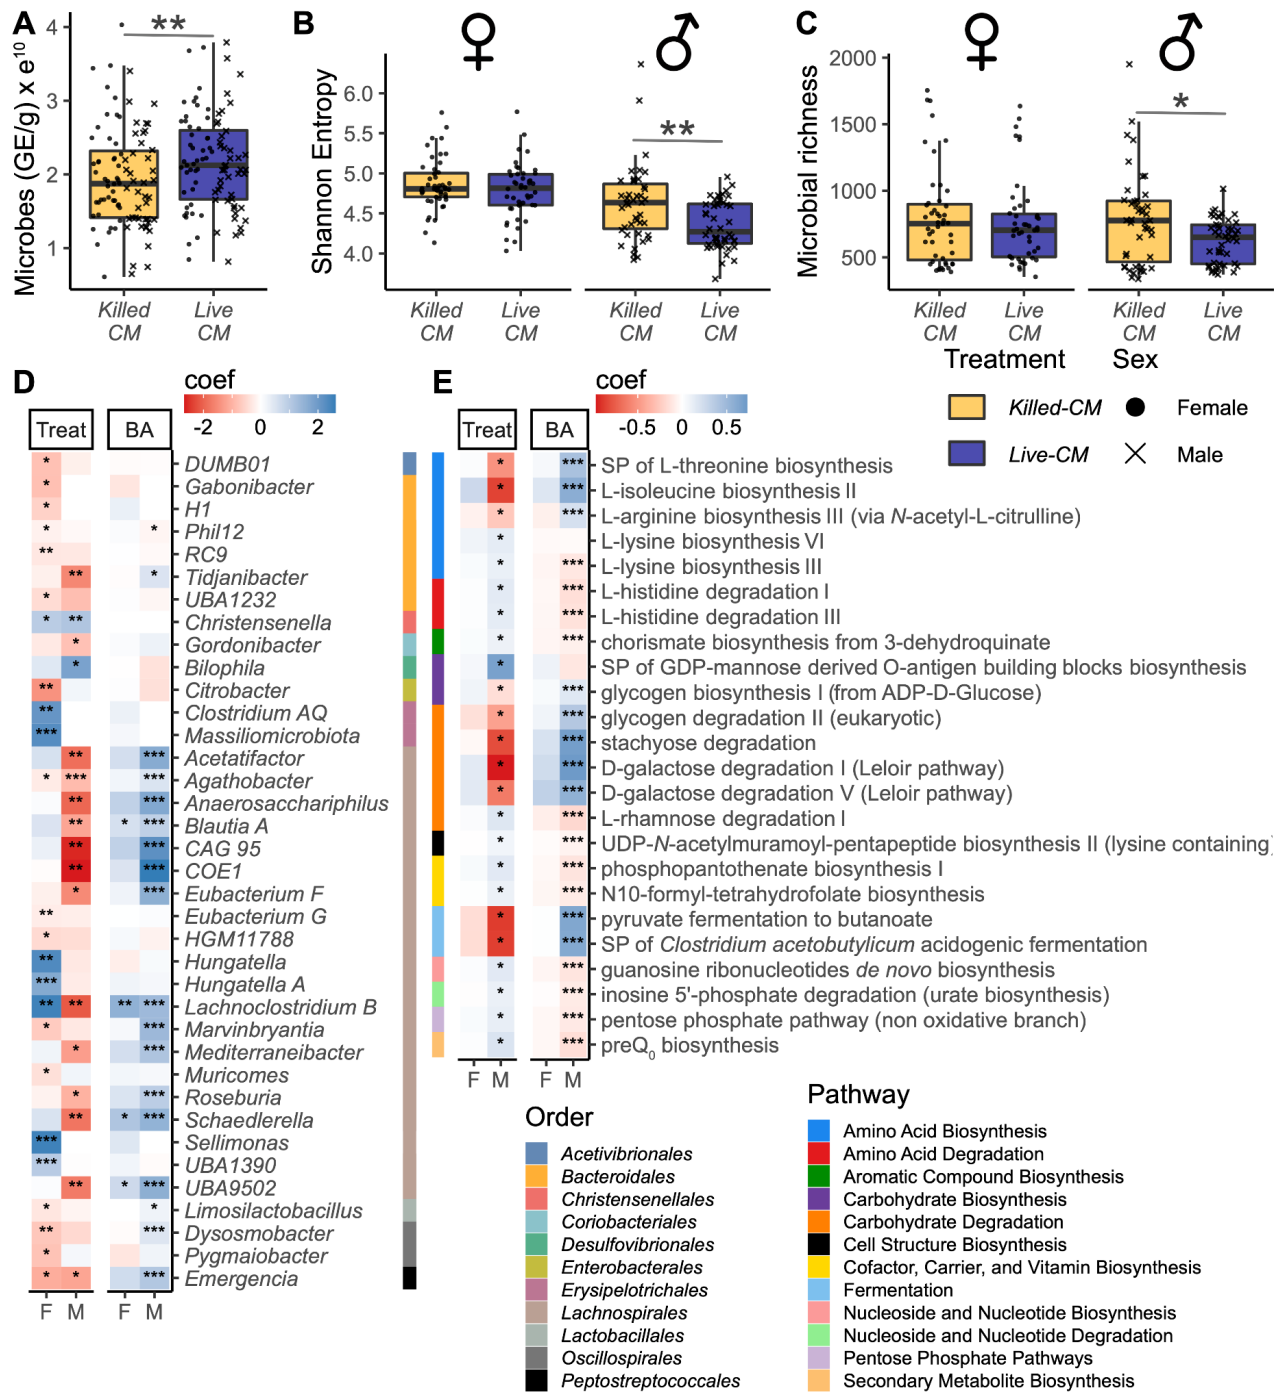 A
B
C
**
♀
♂
♀
♂
Microbes (GE/g) x e10
4
3
2
1
Killed
CM
Live
CM
Shannon Entropy
6.0
5.5
5.0
4.5
4.0
**
Killed
CM
Live
CM
Killed
CM
Live
CM
Microbial richness
2000
1500
1000
500
*
Killed
CM
Live
CM
Killed
CM
Live
CM
Treatment
Killed-CM
Live-CM
Sex
Female
Male
D
coef
-2 0 2
Treat BA
* DUMB01
* Gabonibacter
* H1
* * Phil12
** RC9
** * Tidjanibacter
* UBA1232
* ** Christensenella
* Gordonibacter
* Bilophila
** Citrobacter
** Clostridium AQ
*** Massiliomicrobiota
** *** Acetatifactor
* *** *** Agathobacter
** *** Anaerosacchariphilus
** * *** Blautia A
** *** CAG 95
** *** COE1
* *** Eubacterium F
** Eubacterium G
* HGM11788
** Hungatella
*** Hungatella A
** ** ** *** Lachnoclostridium B
* *** Marvinbryantia
* *** Mediterraneibacter
* Muricomes
* *** Roseburia
** * *** Schaedlerella
*** Sellimonas
*** UBA1390
** * *** UBA9502
* * Limosilactobacillus
** *** Dysosmobacter
* Pygmaiobacter
* * *** Emergencia
F M F M
E
coef
-0.5 0 0.5
Treat BA
* *** SP of L-threonine biosynthesis
* *** L-isoleucine biosynthesis II
* *** L-arginine biosynthesis III (via N-acetyl-L-citrulline)
* L-lysine biosynthesis VI
* *** L-lysine biosynthesis III
* *** L-histidine degradation I
* *** L-histidine degradation III
* *** chorismate biosynthesis from 3-dehydroquinate
* SP of GDP-mannose derived O-antigen building blocks biosynthesis
* *** glycogen biosynthesis I (from ADP-D-Glucose)
* *** glycogen degradation II (eukaryotic)
* *** stachyose degradation
* *** D-galactose degradation I (Leloir pathway)
* *** D-galactose degradation V (Leloir pathway)
* *** L-rhamnose degradation I
* *** UDP-N-acetylmuramoyl-pentapeptide biosynthesis II (lysine containing)
* *** phosphopantothenate biosynthesis I
* *** N10-formyl-tetrahydrofolate biosynthesis
* *** pyruvate fermentation to butanoate
* *** SP of Clostridium acetobutylicum acidogenic fermentation
* *** guanosine ribonucleotides de novo biosynthesis
* *** inosine 5'-phosphate degradation (urate biosynthesis)
* *** pentose phosphate pathway (non oxidative branch)
* *** preQ0 biosynthesis
F M F M
Order
Acetivibrionales
Bacteroidales
Christensenellales
Coriobacteriales
Desulfovibrionales
Enterobacterales
Erysipelotrichales
Lachnospirales
Lactobacillales
Oscillospirales
Peptostreptococcales
Pathway
Amino Acid Biosynthesis
Amino Acid Degradation
Aromatic Compound Biosynthesis
Carbohydrate Biosynthesis
Carbohydrate Degradation
Cell Structure Biosynthesis
Cofactor, Carrier, and Vitamin Biosynthesis
Fermentation
Nucleoside and Nucleotide Biosynthesis
Nucleoside and Nucleotide Degradation
Pentose Phosphate Pathways
Secondary Metabolite Biosynthesis